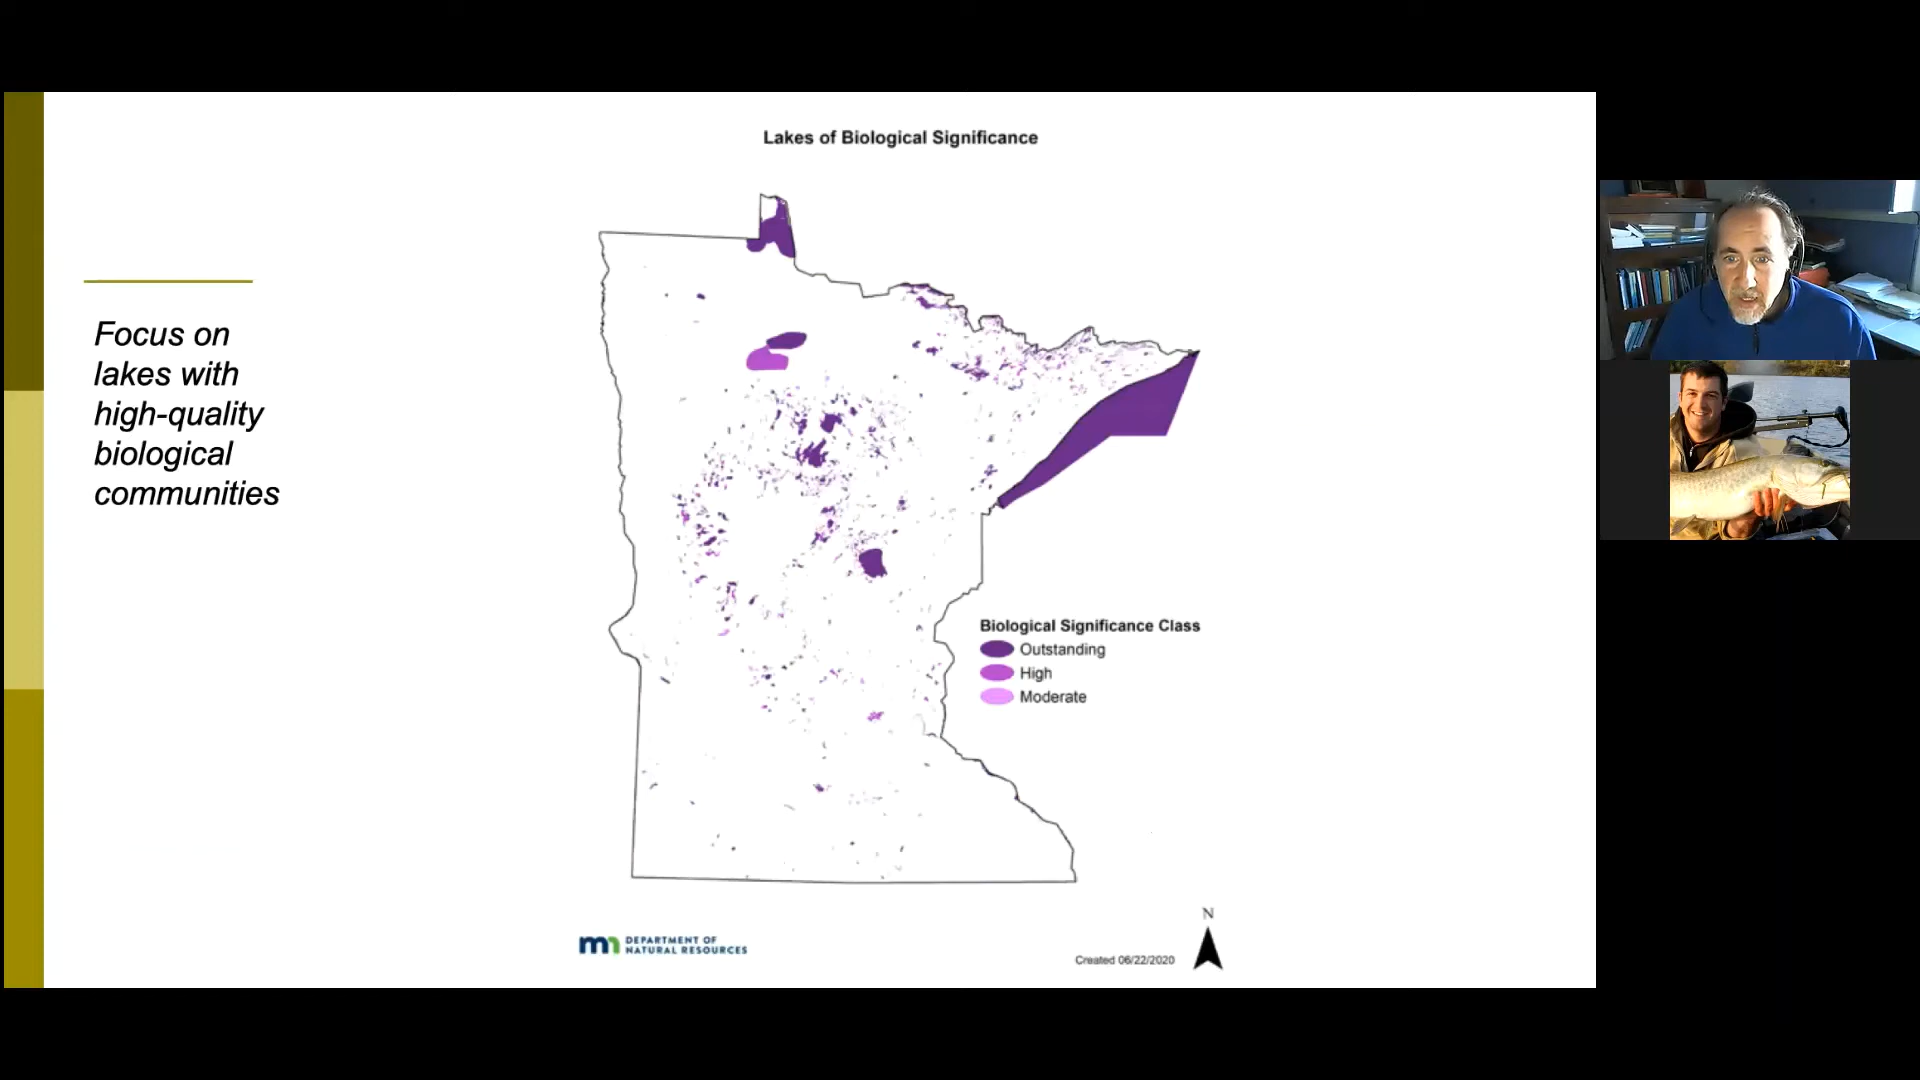 Lakes of Biological Significance
Focus on
lakes with
high-quality
biological
communities
Biological Significance Class
Outstanding
High
Moderate
mn DEPARTMENT OF
NATURAL RESOURCES
Created 06/22/2020
N